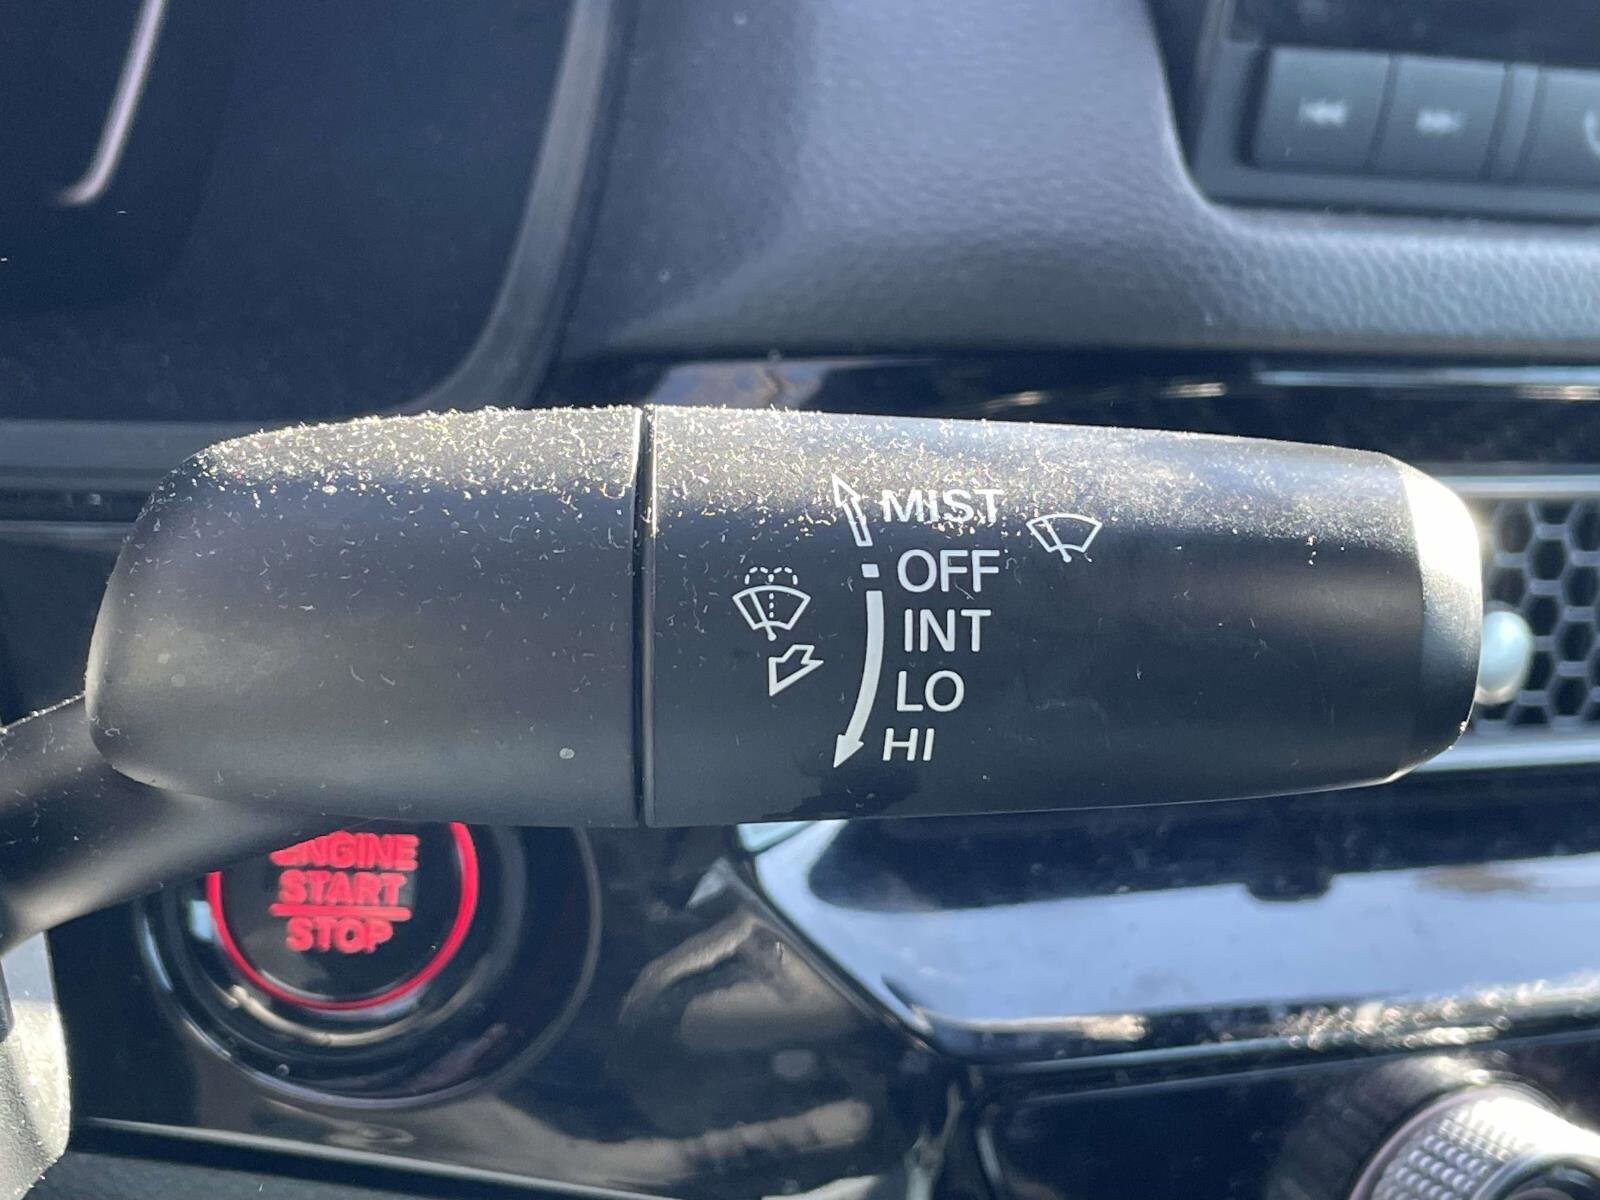 MIST
OFF
INT
LO
HI
ENGINE
START
STOP